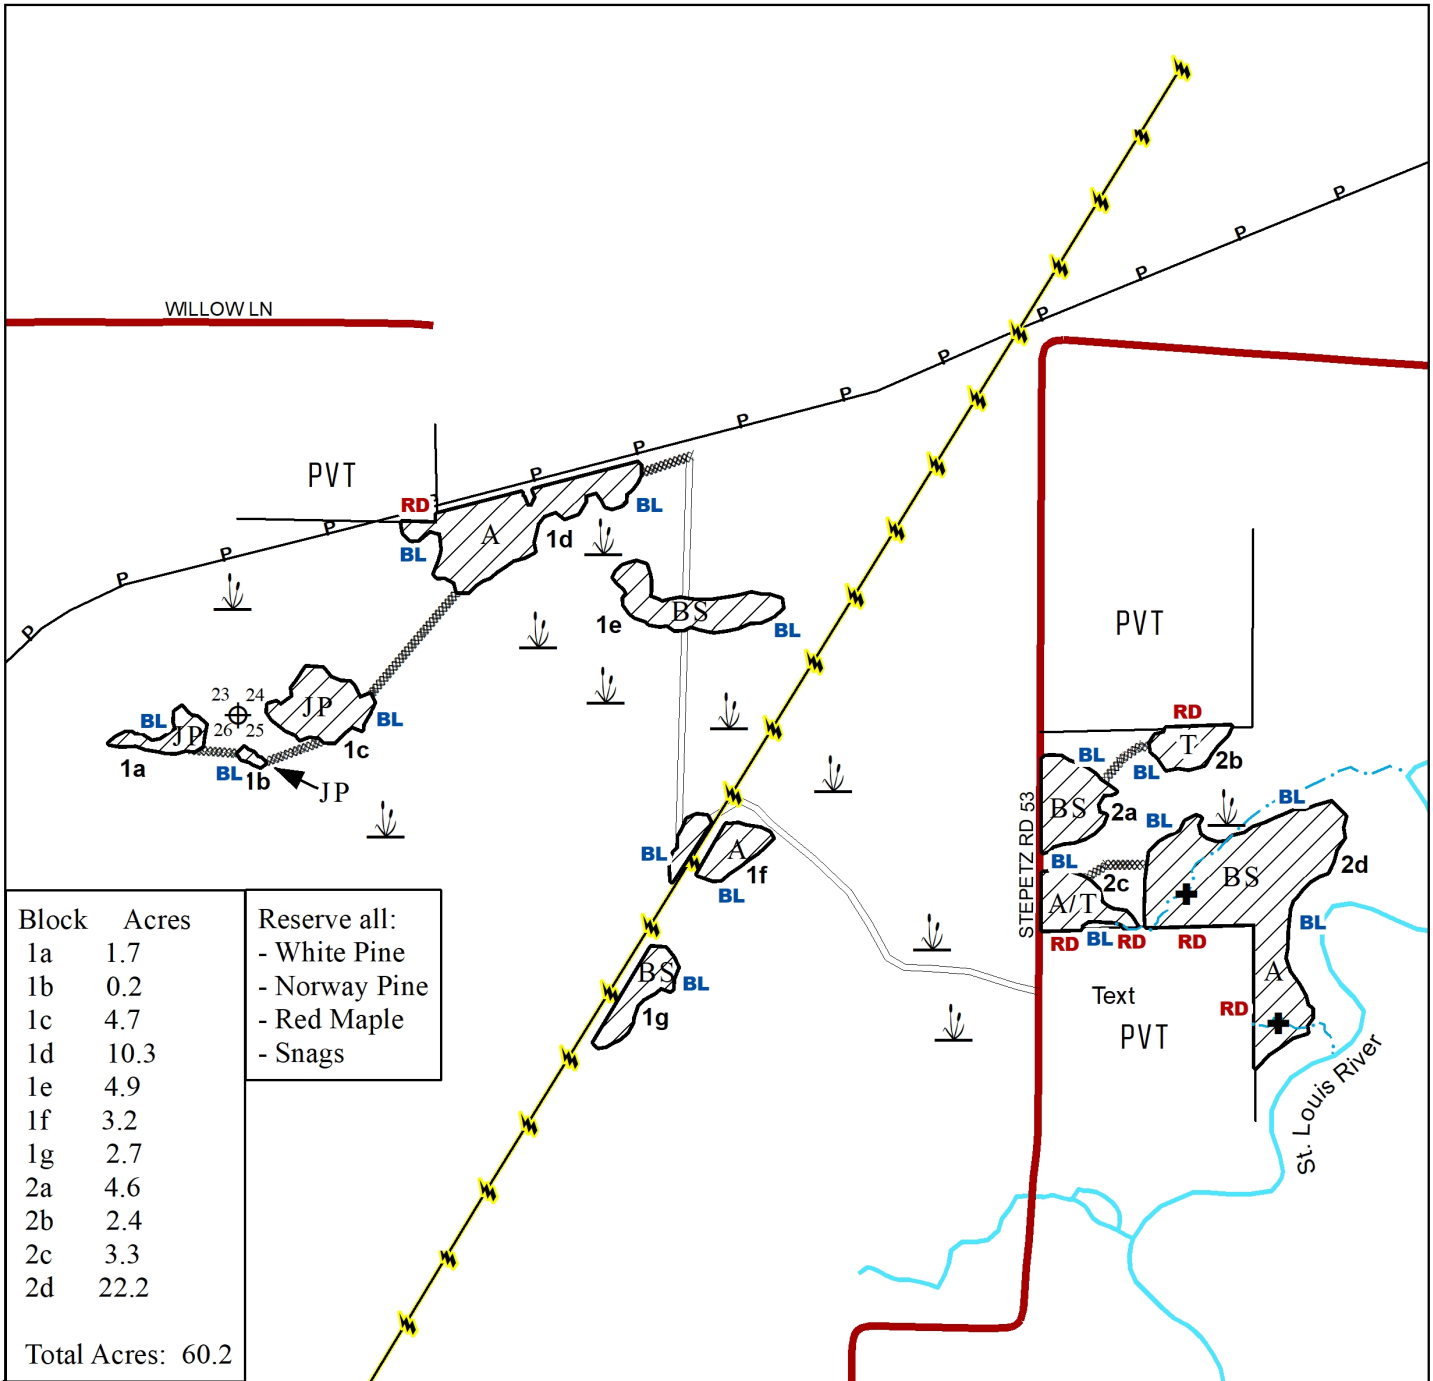 WILLOW LN
P
P
P
P
P
P
P
P
P
P
P
P
P
P
PVT
RD
BL
A
1d
BL
1e
BS
BL
PVT
23 24
26 25
BL
JP
1a
BL
1b
JP
JP
1c
BL
RD
T
2b
BL
BL
BS
2a
BL
STEPETZ RD 53
BL
2c
A/T
RD
BL
RD
RD
BL
BL
BS
2d
BL
A
RD
Text
PVT
St. Louis River
BL
A
1f
BL
BS
BL
1g
Block Acres
1a 1.7
1b 0.2
1c 4.7
1d 10.3
1e 4.9
1f 3.2
1g 2.7
2a 4.6
2b 2.4
2c 3.3
2d 22.2
Total Acres: 60.2
Reserve all:
- White Pine
- Norway Pine
- Red Maple
- Snags